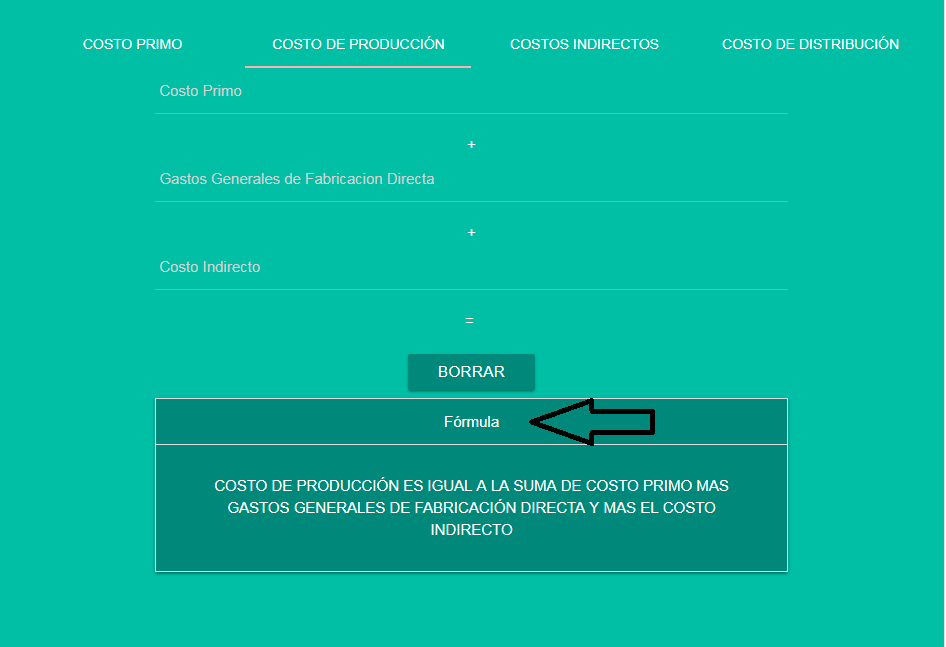 COSTO PRIMO COSTO DE PRODUCCIÓN COSTOS INDIRECTOS COSTO DE DISTRIBUCIÓN
Costo Primo
+
Gastos Generales de Fabricacion Directa
+
Costo Indirecto
=
BORRAR
Fórmula
COSTO DE PRODUCCIÓN ES IGUAL A LA SUMA DE COSTO PRIMO MAS
GASTOS GENERALES DE FABRICACIÓN DIRECTA Y MAS EL COSTO
INDIRECTO